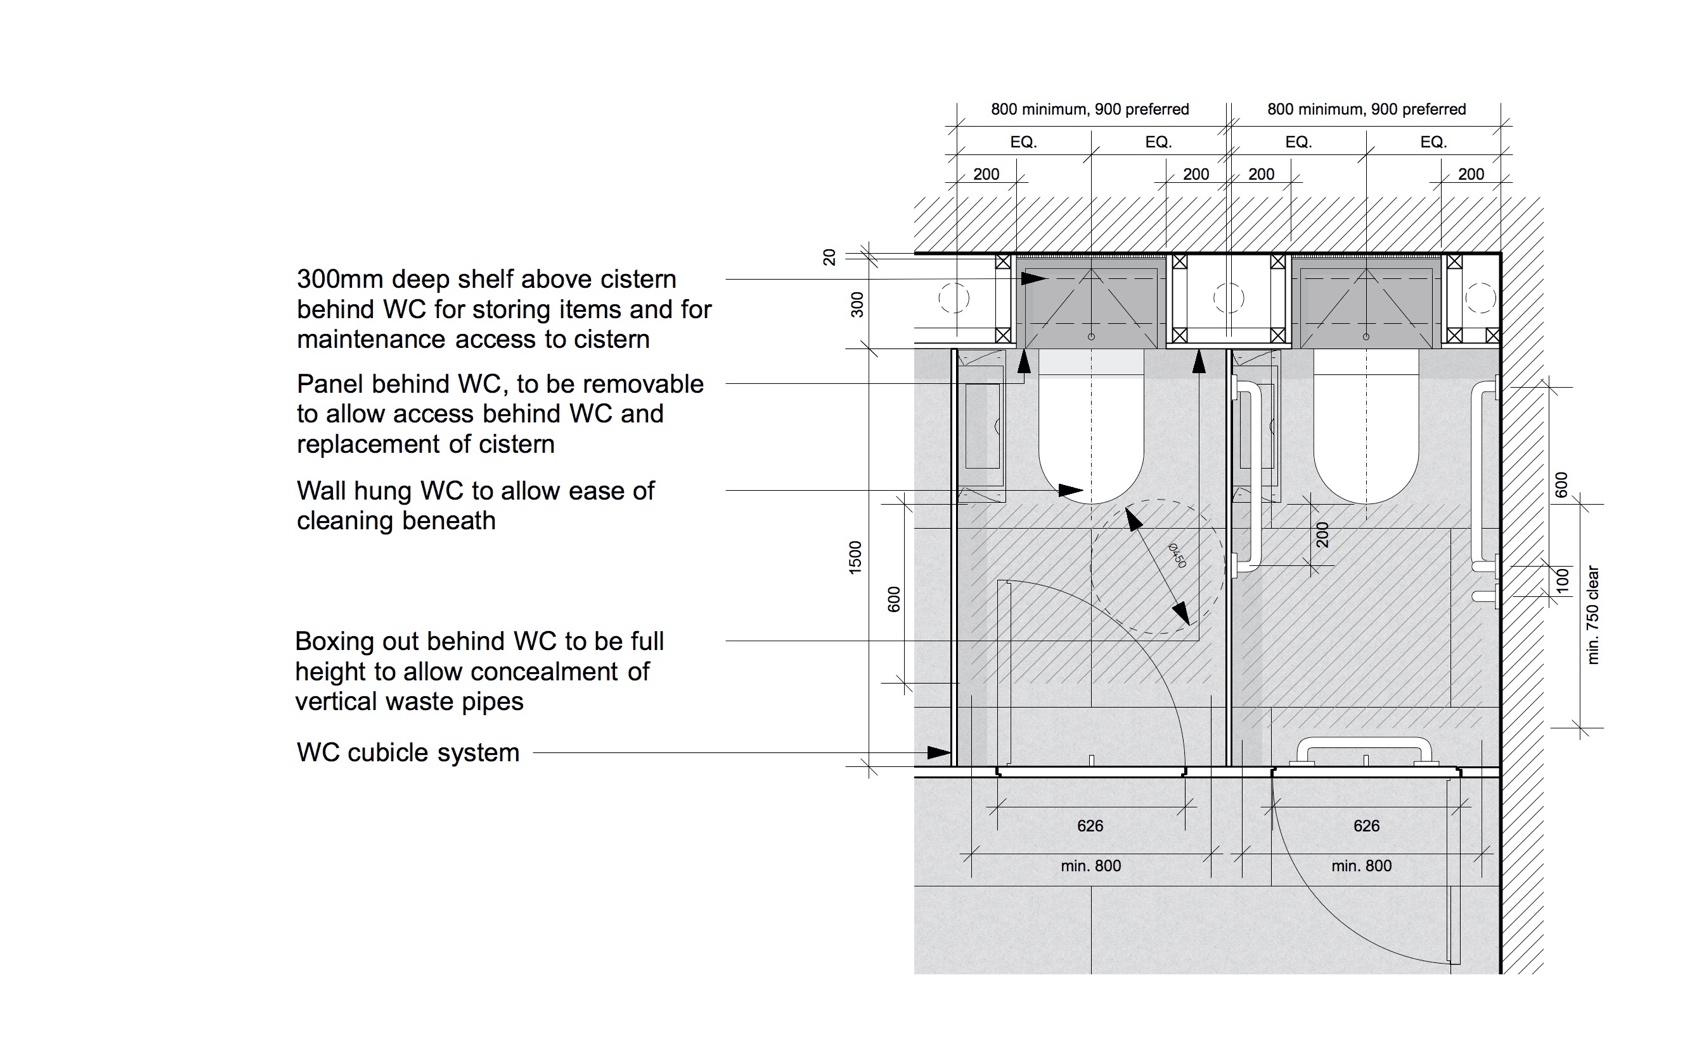 800 minimum, 900 preferred
800 minimum, 900 preferred
EQ.
EQ.
EQ.
EQ.
200
200
200
200
20
300mm deep shelf above cistern
behind WC for storing items and for
maintenance access to cistern
300
Panel behind WC, to be removable
to allow access behind WC and
replacement of cistern
Wall hung WC to allow ease of
cleaning beneath
600
200
1500
Ø450
600
100
min. 750 clear
Boxing out behind WC to be full
height to allow concealment of
vertical waste pipes
WC cubicle system
626
626
min. 800
min. 800